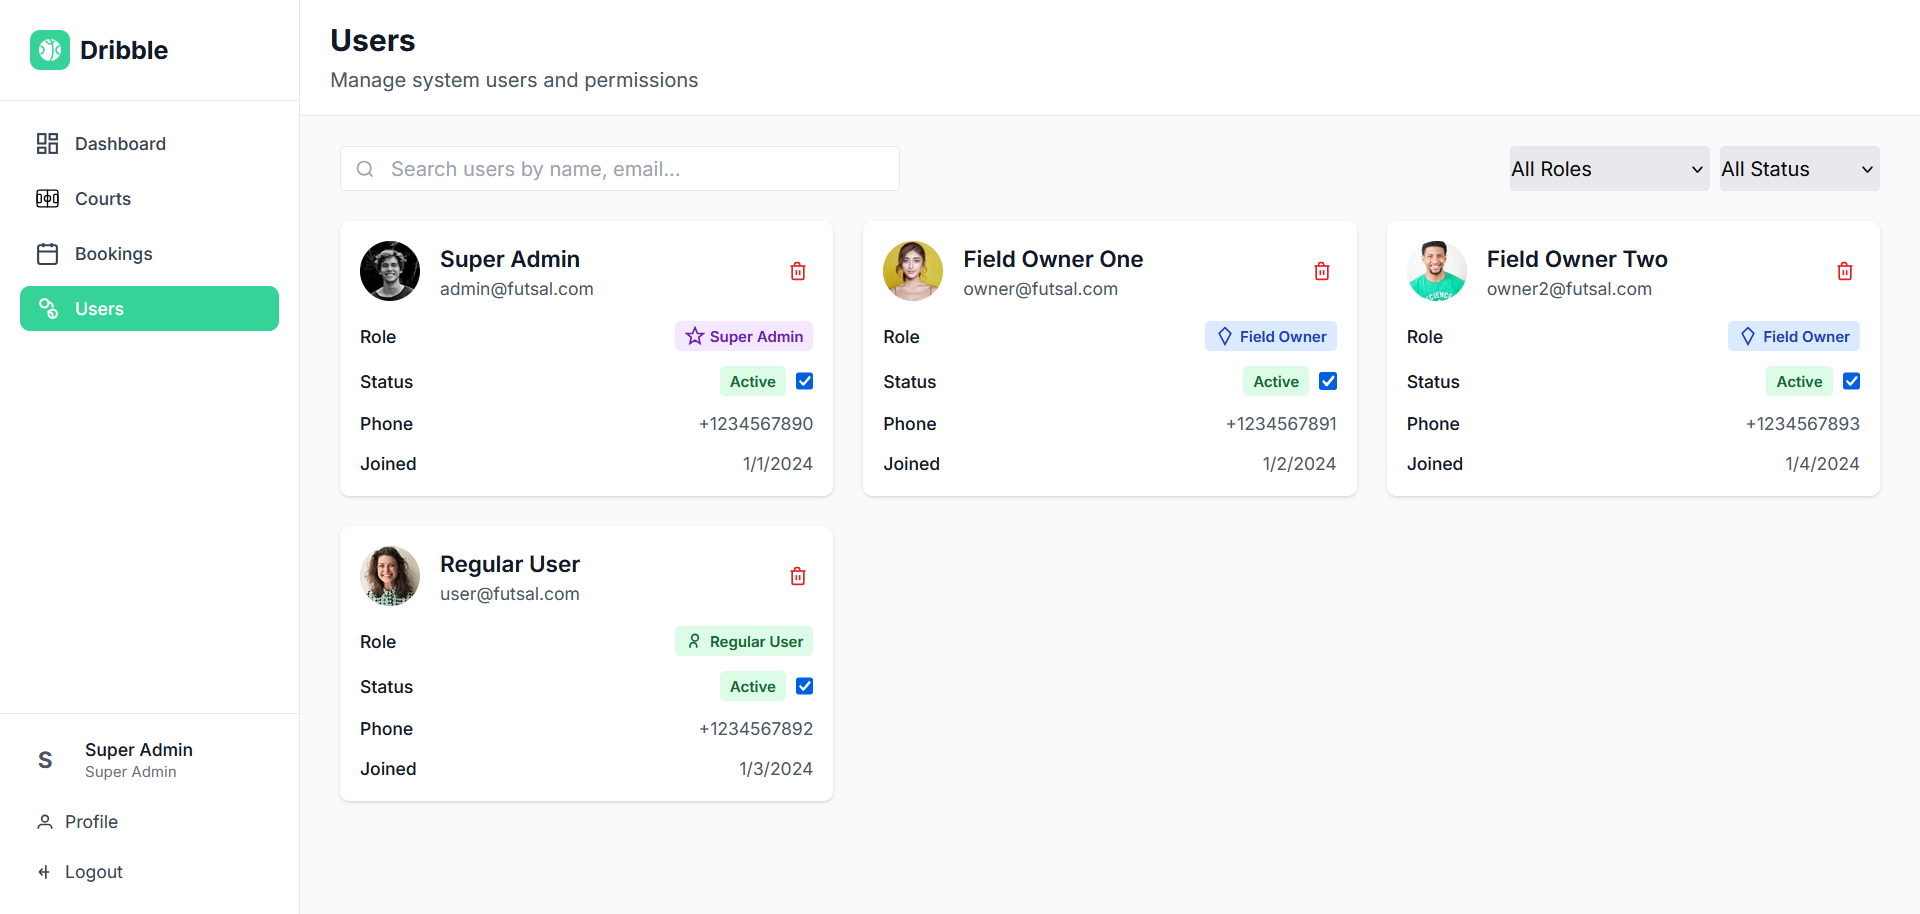 Dribble
Dashboard
Courts
Bookings
Users
S
Super Admin
Super Admin
Profile
Logout
Users
Manage system users and permissions
Search users by name, email...
All Roles
All Status
Super Admin
admin@futsal.com
Role
Super Admin
Status
Active
Phone
+1234567890
Joined
1/1/2024
Field Owner One
owner@futsal.com
Role
Field Owner
Status
Active
Phone
+1234567891
Joined
1/2/2024
Field Owner Two
owner2@futsal.com
Role
Field Owner
Status
Active
Phone
+1234567893
Joined
1/4/2024
Regular User
user@futsal.com
Role
Regular User
Status
Active
Phone
+1234567892
Joined
1/3/2024